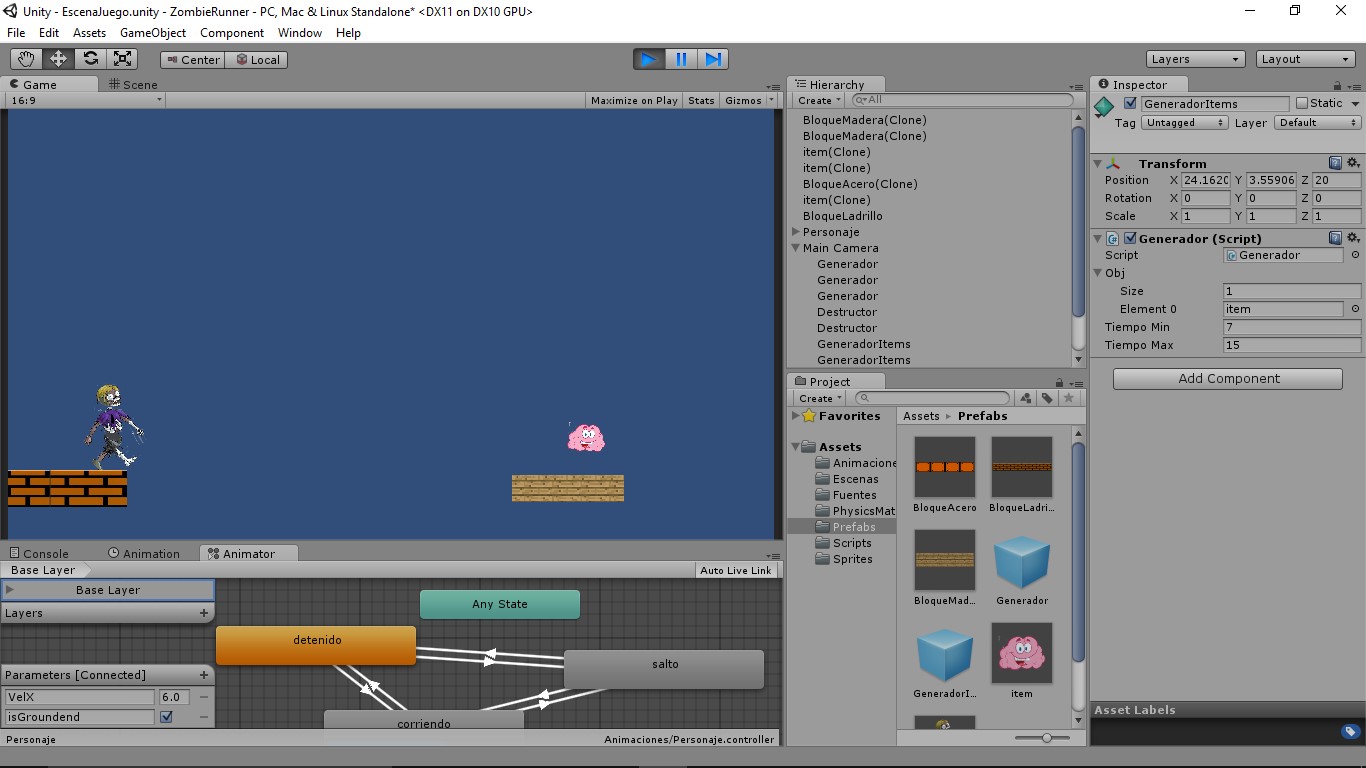 Unity - EscenaJuego.unity - ZombieRunner - PC, Mac & Linux Standalone* <DX11 on DX10 GPU>
File Edit Assets GameObject Component Window Help
Center Local
Layers Layout
Game Scene
16:9
Maximize on Play Stats Gizmos
Console Animation Animator
Base Layer
Auto Live Link
Base Layer
Layers +
Any State
detenido
salto
corriendo
Parameters [Connected] +
VelX 6.0
isGroundend
Personaje
Animaciones/Personaje.controller
Hierarchy
Create All
BloqueMadera(Clone)
BloqueMadera(Clone)
item(Clone)
item(Clone)
BloqueAcero(Clone)
item(Clone)
BloqueLadrillo
Personaje
Main Camera
Generador
Generador
Generador
Destructor
Destructor
GeneradorItems
GeneradorItems
Project
Create
Favorites
Assets
Animacione
Escenas
Fuentes
PhysicsMat
Prefabs
Scripts
Sprites
Assets Prefabs
BloqueAcero BloqueLadri...
BloqueMad... Generador
GeneradorI... item
Inspector
GeneradorItems Static
Tag Untagged Layer Default
Transform
Position X 24.1620 Y 3.55906 Z 20
Rotation X 0 Y 0 Z 0
Scale X 1 Y 1 Z 1
Generador (Script)
Script Generador
Obj
Size 1
Element 0 item
Tiempo Min 7
Tiempo Max 15
Add Component
Asset Labels